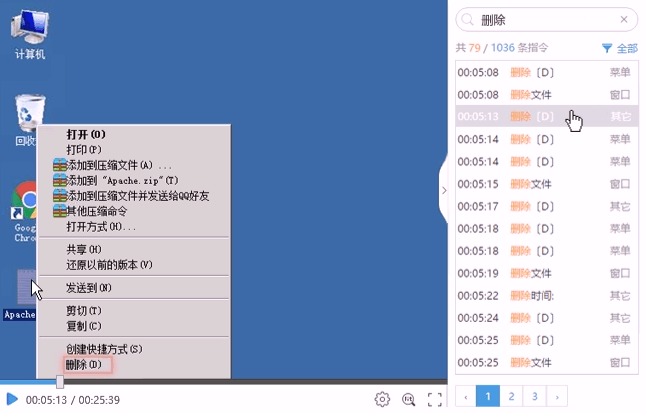 计算机
回收
打开(O)
打印(P)
添加到压缩文件(A) ...
添加到 "Apache.zip"(T)
添加到压缩文件并发送给QQ好友
其他压缩命令
打开方式(H)...
Goog
Chro
共享(H)
还原以前的版本(V)
发送到(N)
Apache
剪切(T)
复制(C)
创建快捷方式(S)
删除(D)
00:05:13 / 00:25:39
删除
共 79 / 1036 条指令
全部
00:05:08 删除 [D] 菜单
00:05:08 删除文件 窗口
00:05:13 删除 [D] 其它
00:05:14 删除 [D] 菜单
00:05:14 删除 [D] 菜单
00:05:15 删除文件 窗口
00:05:17 删除 [D] 其它
00:05:18 删除 [D] 菜单
00:05:18 删除 [D] 菜单
00:05:19 删除文件 窗口
00:05:22 删除时间: 其它
00:05:24 删除 [D] 其它
00:05:25 删除 [D] 菜单
00:05:25 删除文件 窗口
‹ 1 2 3 ›